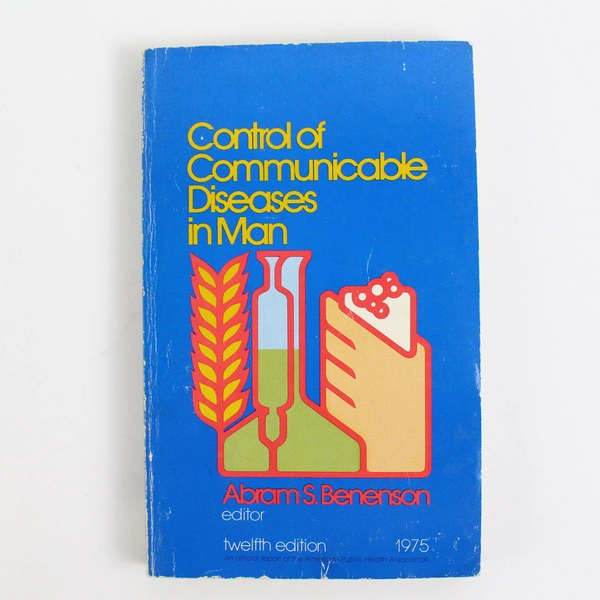 Control of
Communicable
Diseases
in Man
Abram S. Benenson
editor
twelfth edition 1975
An official report of the American Public Health Association